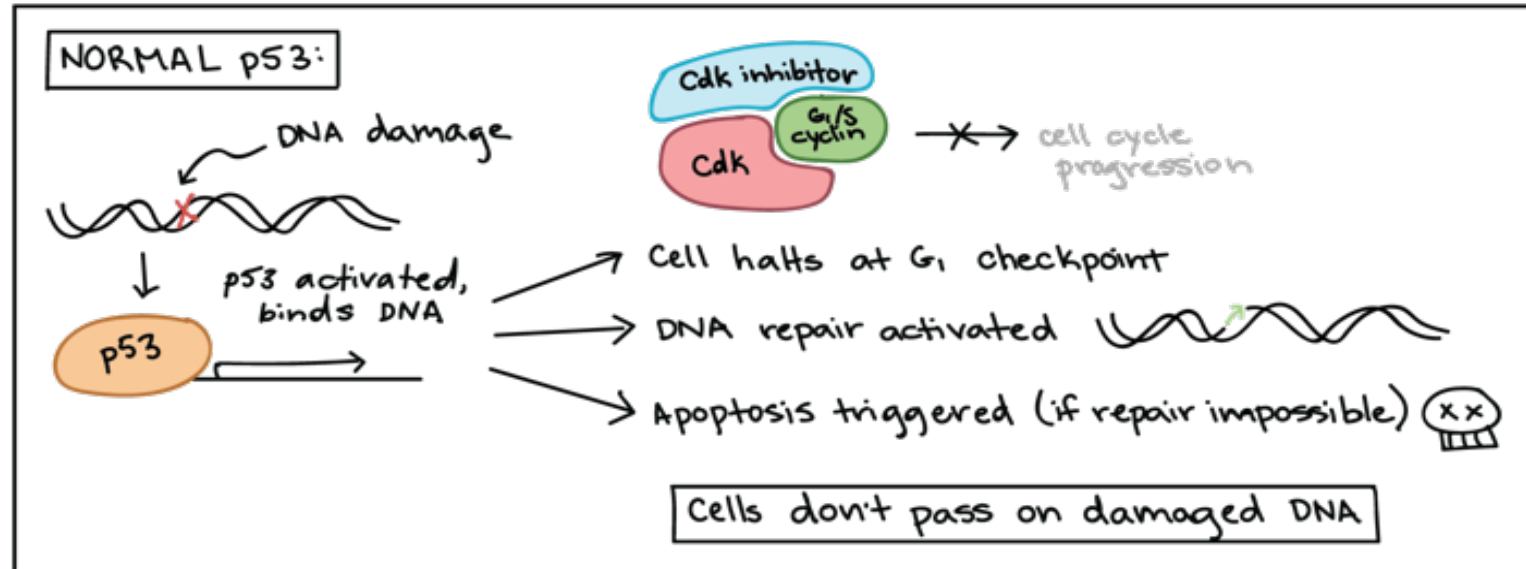 NORMAL p53:
DNA damage
p53 activated,
binds DNA
p53
Cdk inhibitor
G1/S
cyclin
Cdk
cell cycle
progression
Cell halts at G1 checkpoint
DNA repair activated
Apoptosis triggered (if repair impossible)
Cells don't pass on damaged DNA